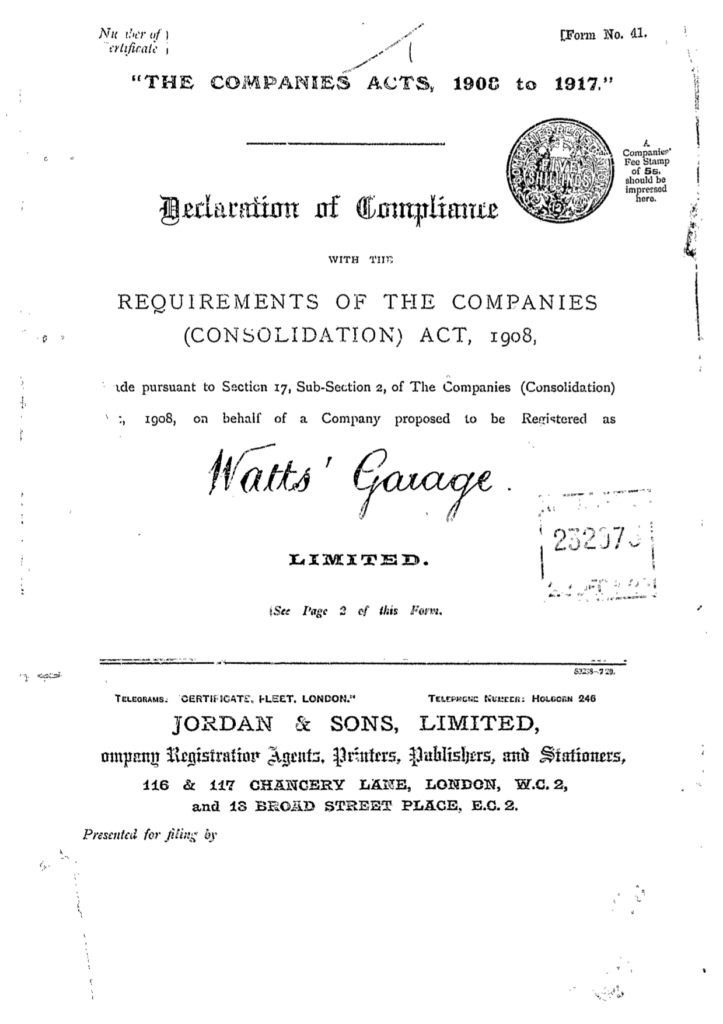 [Form No. 41.
"THE COMPANIES ACTS, 1908 to 1917."
A
Companies'
Fee Stamp
of 5s.
should be
impressed
here.
Declaration of Compliance
WITH THE
REQUIREMENTS OF THE COMPANIES
(CONSOLIDATION) ACT, 1908,
pursuant to Section 17, Sub-Section 2, of The Companies (Consolidation)
1908, on behalf of a Company proposed to be Registered as
Watts' Garage.
LIMITED.
(See Page 2 of this Form.
TELEGRAMS: "CERTIFICATE, FLEET, LONDON." TELEPHONE NUMBER: HOLBORN 246
JORDAN & SONS, LIMITED,
ompany Registration Agents, Printers, Publishers, and Stationers,
116 & 117 CHANCERY LANE, LONDON, W.C. 2,
and 13 BROAD STREET PLACE, E.C. 2.
Presented for filing by